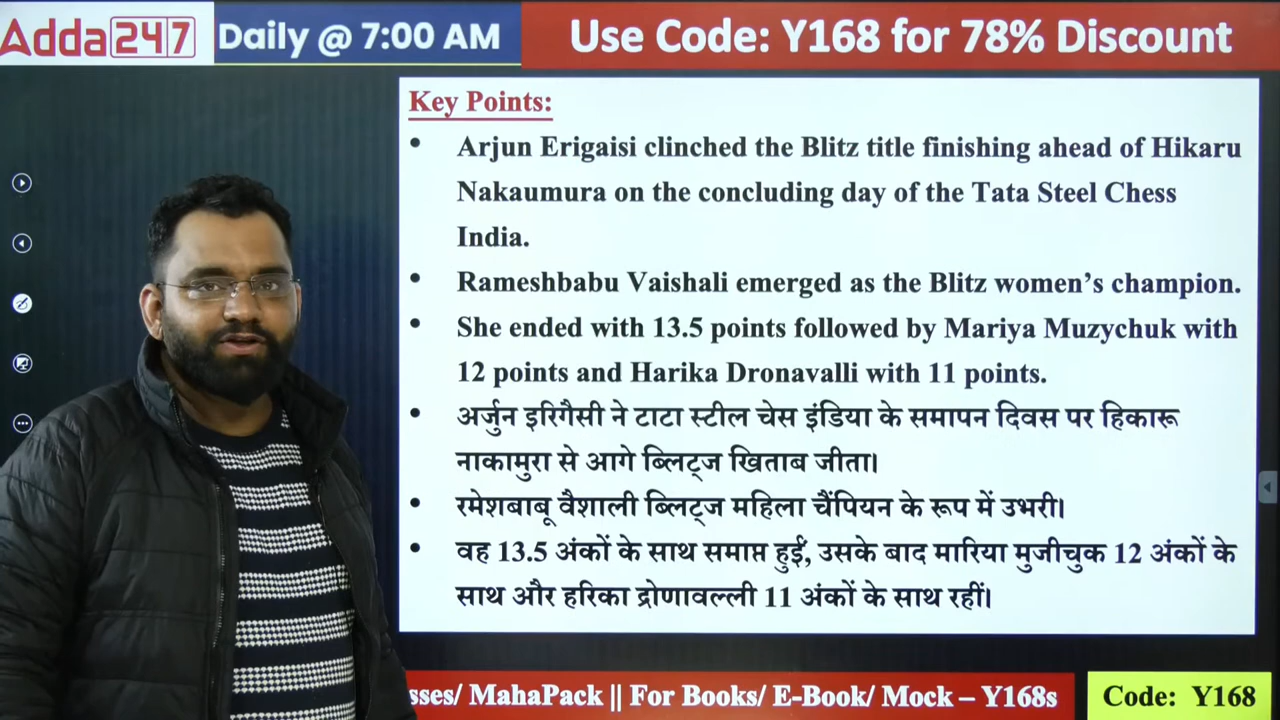 Adda247
Daily @ 7:00 AM
Use Code: Y168 for 78% Discount
Key Points:
• Arjun Erigaisi clinched the Blitz title finishing ahead of Hikaru
Nakaumura on the concluding day of the Tata Steel Chess
India.
• Rameshbabu Vaishali emerged as the Blitz women's champion.
• She ended with 13.5 points followed by Mariya Muzychuk with
12 points and Harika Dronavalli with 11 points.
• अर्जुन इरिगैसी ने टाटा स्टील चेस इंडिया के समापन दिवस पर हिकारू
नाकामुरा से आगे ब्लिट्ज खिताब जीता।
• रमेशबाबू वैशाली ब्लिट्ज महिला चैंपियन के रूप में उभरी।
• वह 13.5 अंकों के साथ समाप्त हुईं, उसके बाद मारिया मुजीचुक 12 अंकों के
साथ और हरिका द्रोणावल्ली 11 अंकों के साथ रहीं।
sses/ MahaPack || For Books/ E-Book/ Mock – Y168s
Code: Y168